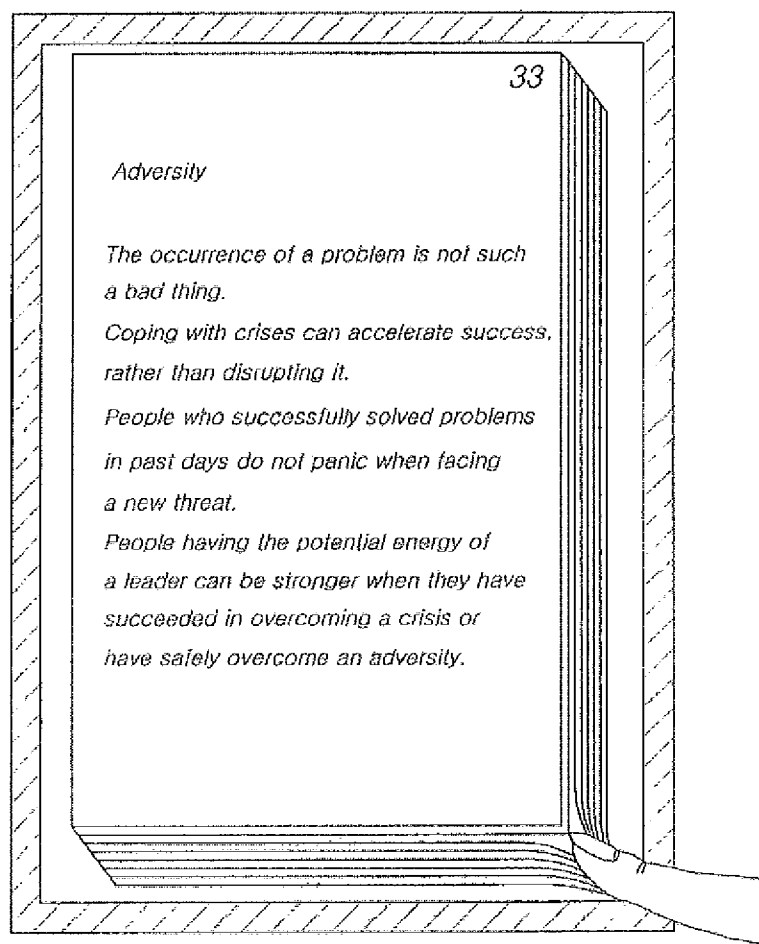 33
Adversity
The occurrence of a problem is not such
a bad thing.
Coping with crises can accelerate success,
rather than disrupting it.
People who successfully solved problems
in past days do not panic when facing
a new threat.
People having the potential energy of
a leader can be stronger when they have
succeeded in overcoming a crisis or
have safely overcome an adversity.